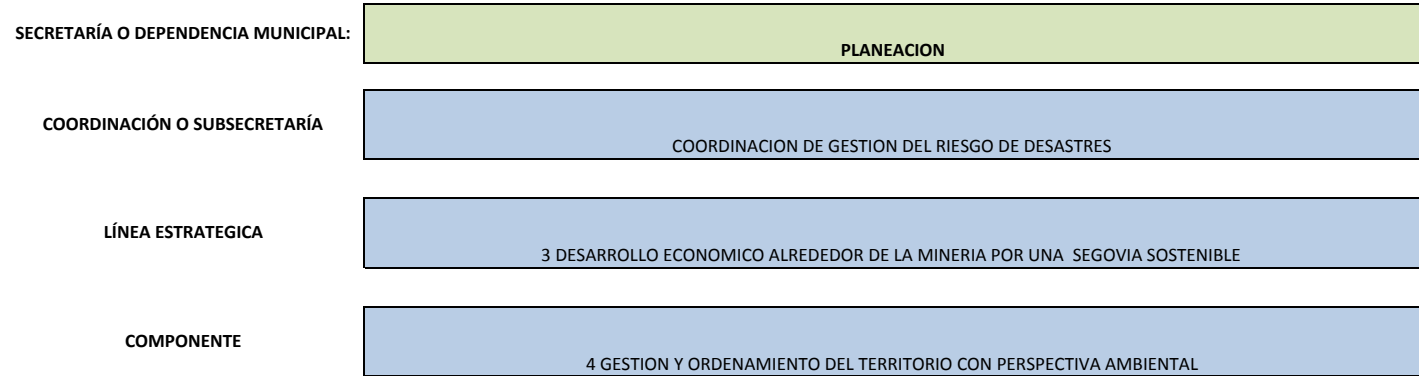 SECRETARÍA O DEPENDENCIA MUNICIPAL:
PLANEACION
COORDINACIÓN O SUBSECRETARÍA
COORDINACION DE GESTION DEL RIESGO DE DESASTRES
LÍNEA ESTRATEGICA
3 DESARROLLO ECONOMICO ALREDEDOR DE LA MINERIA POR UNA  SEGOVIA SOSTENIBLE
COMPONENTE
4 GESTION Y ORDENAMIENTO DEL TERRITORIO CON PERSPECTIVA AMBIENTAL